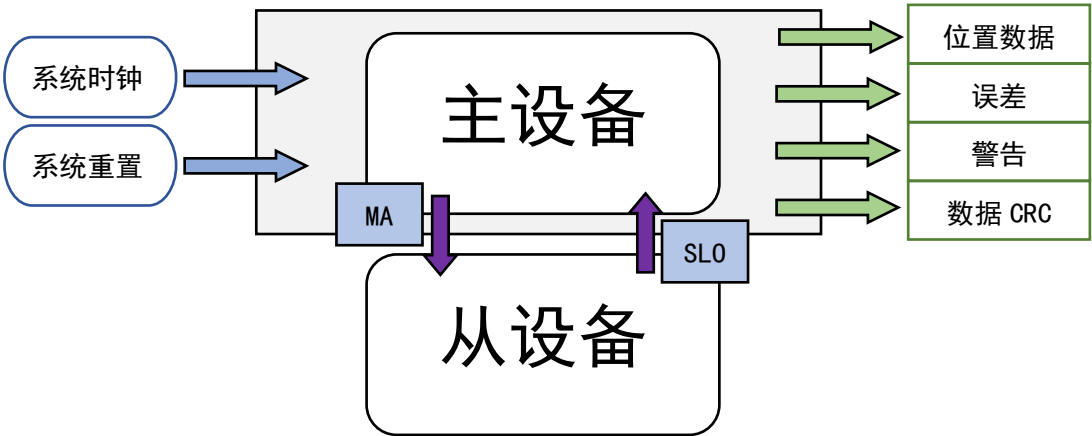 系统时钟
系统重置
主设备
MA
SLO
从设备
位置数据
误差
警告
数据 CRC